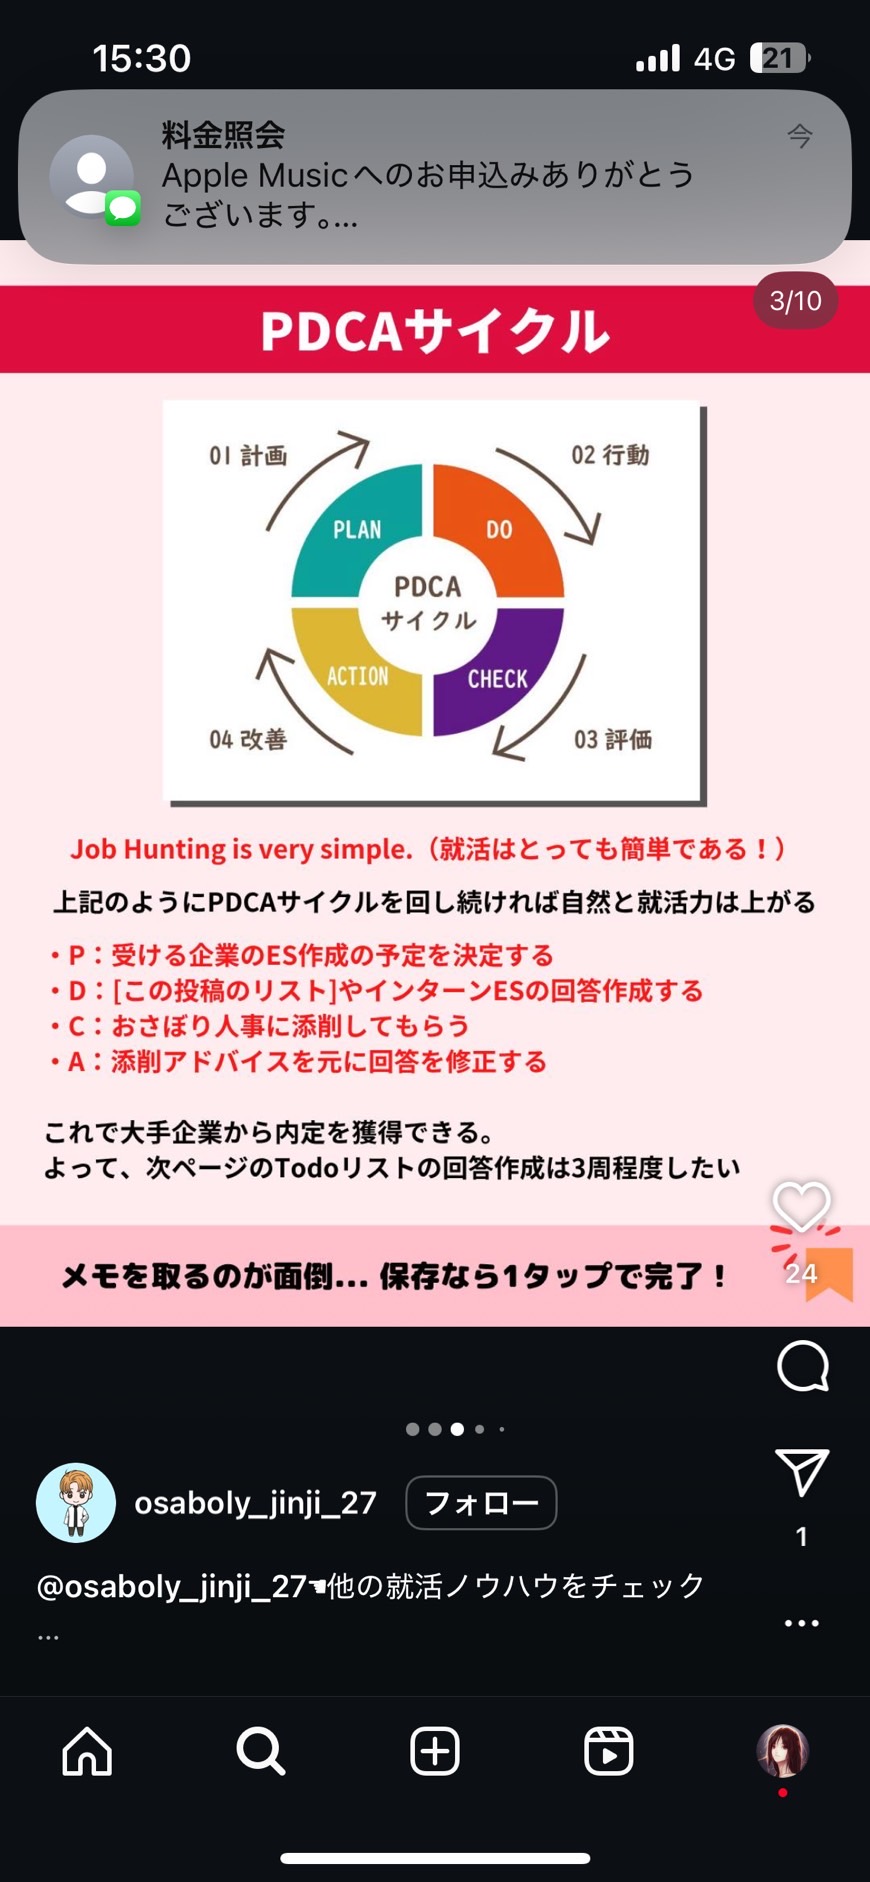 15:30
4G
21
料金照会
今
Apple Musicへのお申込みありがとう
ございます。...
3/10
PDCAサイクル
01 計画
02 行動
PLAN
DO
PDCA
サイクル
ACTION
CHECK
04 改善
03 評価
Job Hunting is very simple.（就活はとっても簡単である！）
上記のようにPDCAサイクルを回し続ければ自然と就活力は上がる
・P：受ける企業のES作成の予定を決定する
・D：[この投稿のリスト]やインターンESの回答作成する
・C：おさぼり人事に添削してもらう
・A：添削アドバイスを元に回答を修正する
これで大手企業から内定を獲得できる。
よって、次ページのTodoリストの回答作成は3周程度したい
メモを取るのが面倒... 保存なら1タップで完了！
24
osaboly_jinji_27
フォロー
1
@osaboly_jinji_27☚他の就活ノウハウをチェック
...